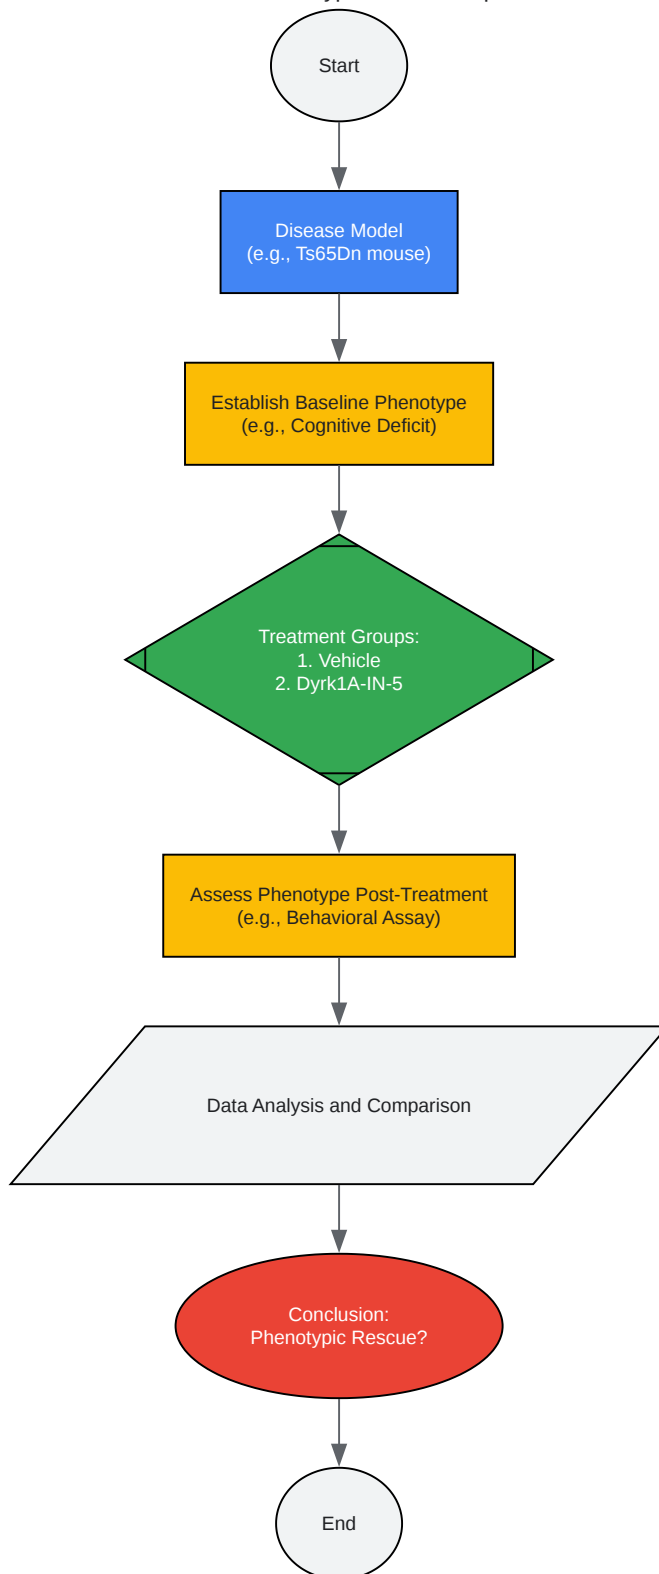 Start
Disease Model
(e.g., Ts65Dn mouse)
Establish Baseline Phenotype
(e.g., Cognitive Deficit)
Treatment Groups:
1. Vehicle
2. Dyrk1A-IN-5
Assess Phenotype Post-Treatment
(e.g., Behavioral Assay)
Data Analysis and Comparison
Conclusion:
Phenotypic Rescue?
End